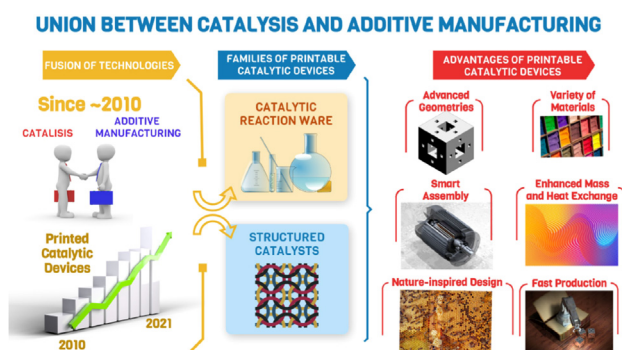 UNION BETWEEN CATALYSIS AND ADDITIVE MANUFACTURING
FUSION OF TECHNOLOGIES
Since ~2010
CATALISIS
ADDITIVE
MANUFACTURING
Printed
Catalytic
Devices
2010
2021
FAMILIES OF PRINTABLE
CATALYTIC DEVICES
CATALYTIC
REACTION WARE
STRUCTURED
CATALYSTS
ADVANTAGES OF PRINTABLE
CATALYTIC DEVICES
Advanced
Geometries
Variety of
Materials
Smart
Assembly
Enhanced Mass
and Heat Exchange
Nature-inspired Design
Fast Production